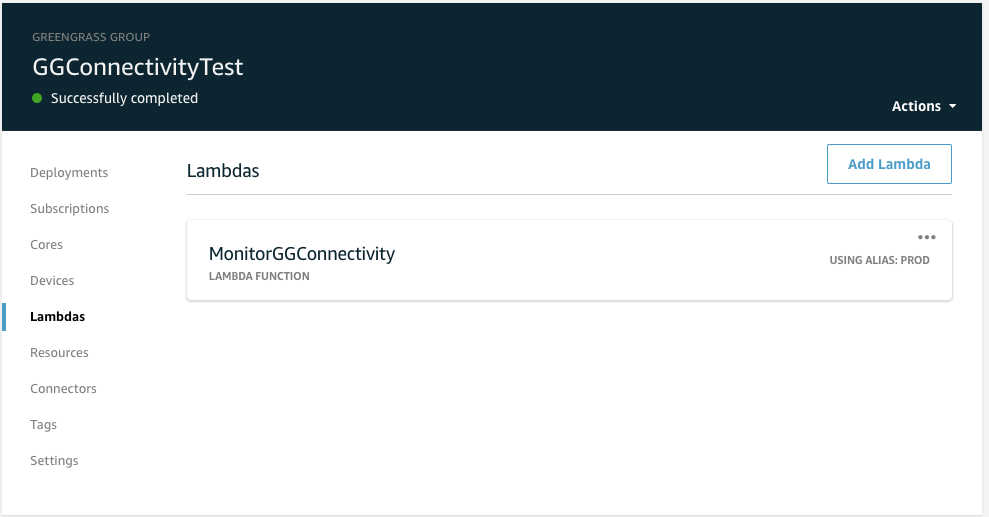 GREENGRASS GROUP
GGConnectivityTest
Successfully completed
Actions
Deployments
Subscriptions
Cores
Devices
Lambdas
Resources
Connectors
Tags
Settings
Lambdas
Add Lambda
MonitorGGConnectivity
LAMBDA FUNCTION
USING ALIAS: PROD